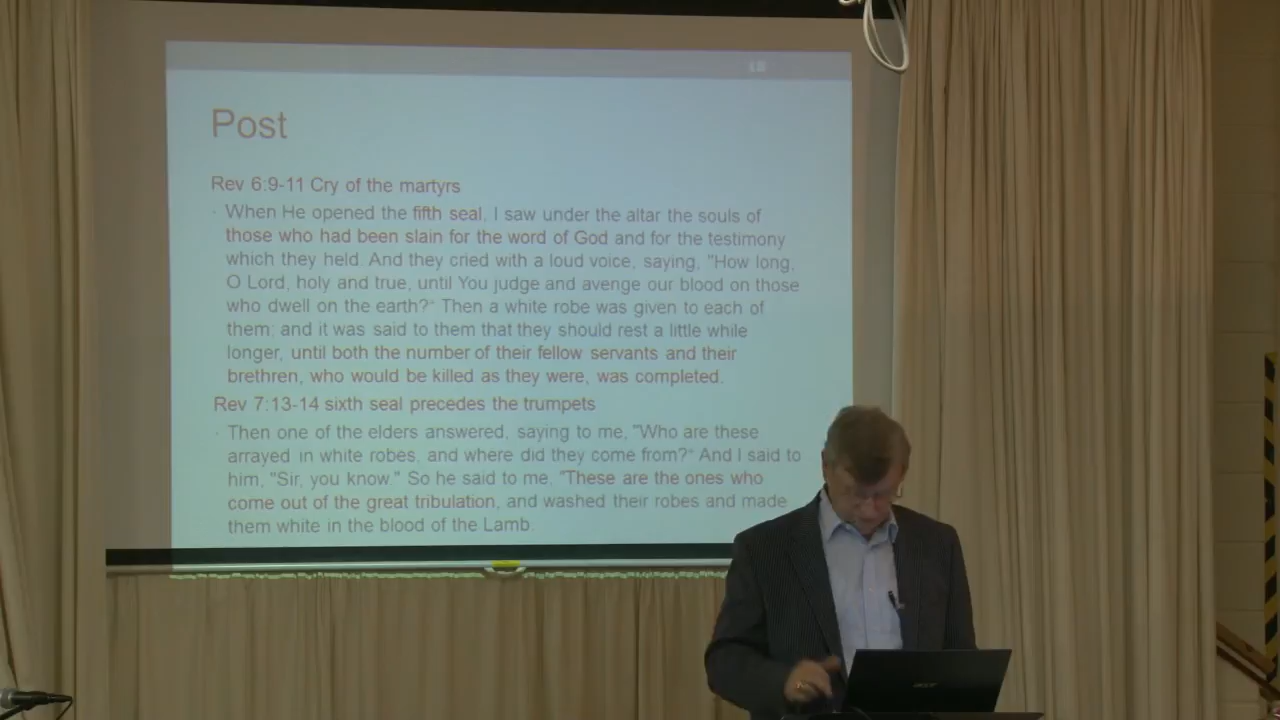 18
Post
Rev 6:9-11 Cry of the martyrs
· When He opened the fifth seal, I saw under the altar the souls of
those who had been slain for the word of God and for the testimony
which they held. And they cried with a loud voice, saying, "How long,
O Lord, holy and true, until You judge and avenge our blood on those
who dwell on the earth?" Then a white robe was given to each of
them; and it was said to them that they should rest a little while
longer, until both the number of their fellow servants and their
brethren, who would be killed as they were, was completed.
Rev 7:13-14 sixth seal precedes the trumpets
· Then one of the elders answered, saying to me, "Who are these
arrayed in white robes, and where did they come from?" And I said to
him, "Sir, you know." So he said to me, "These are the ones who
come out of the great tribulation, and washed their robes and made
them white in the blood of the Lamb.
acer